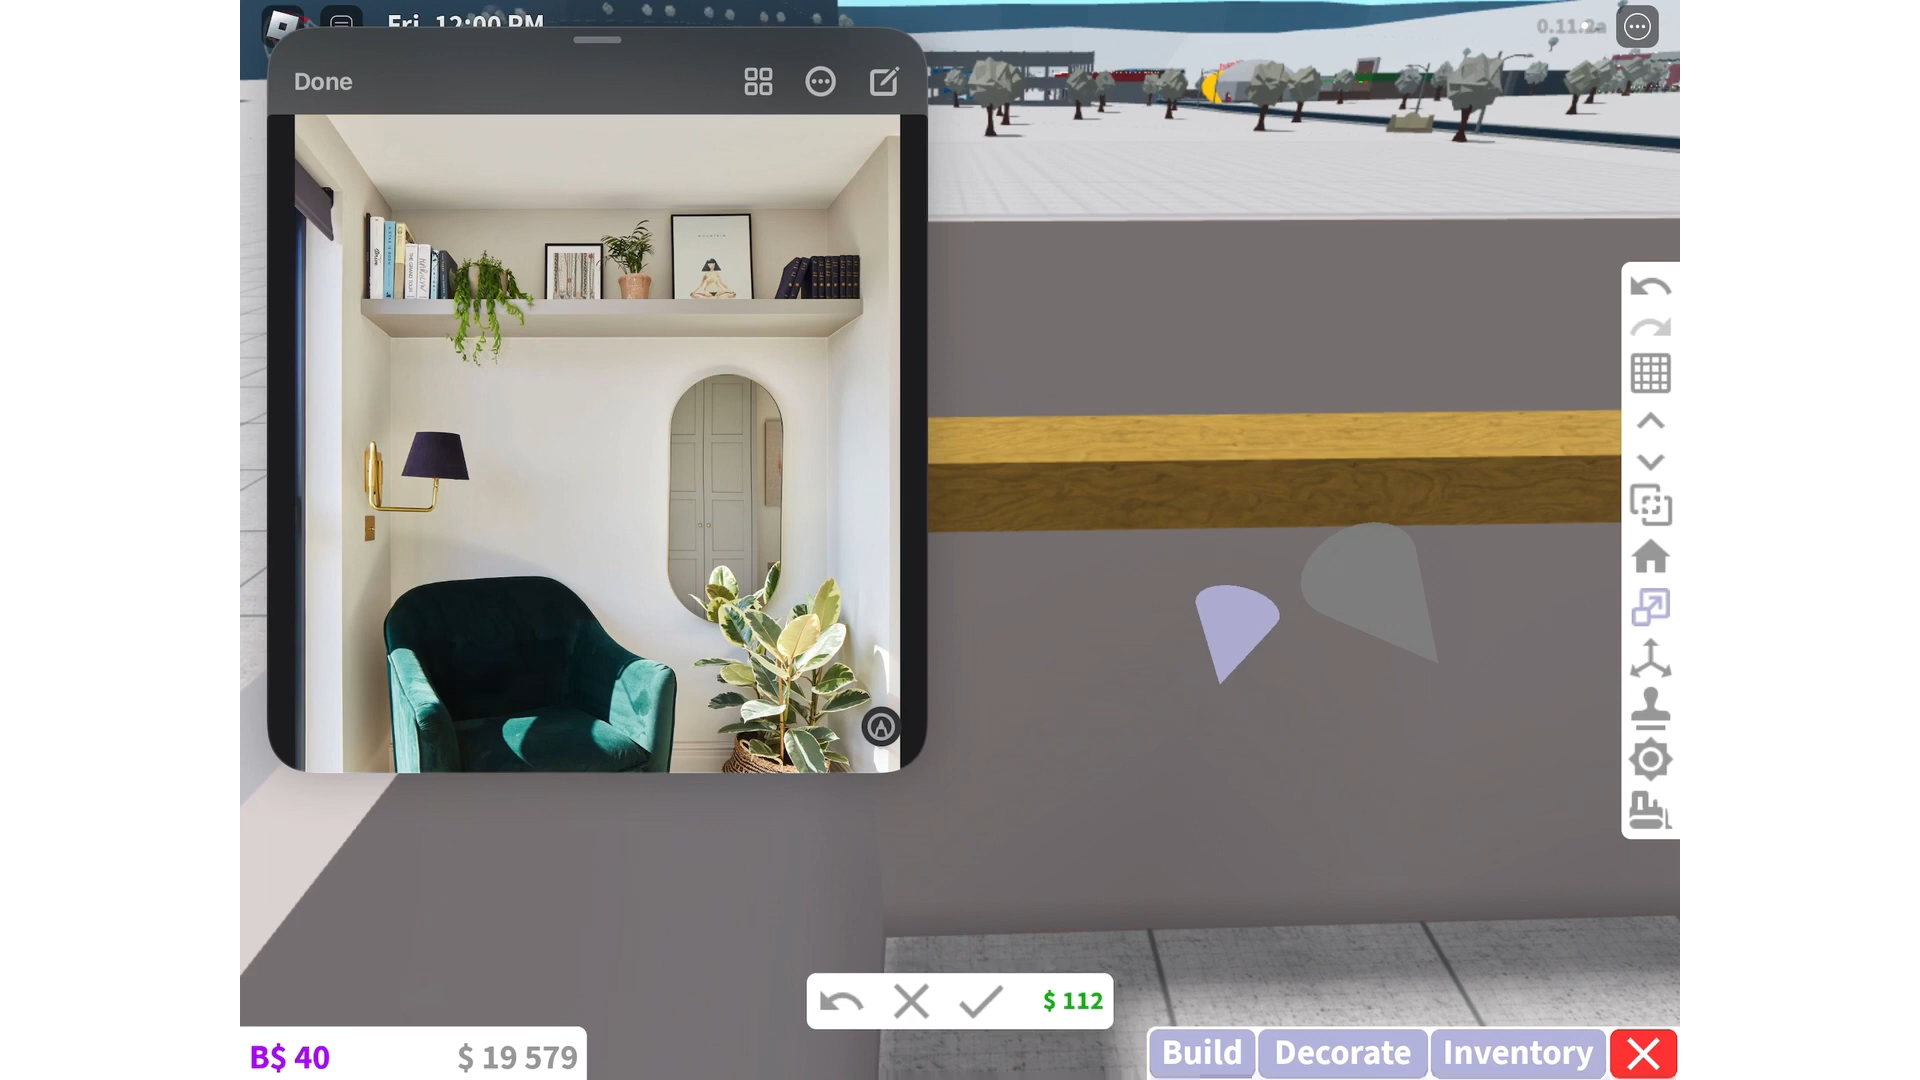 Fri. 12:00 PM
0.11.2a
Done
$ 112
B$ 40
$ 19 579
Build
Decorate
Inventory